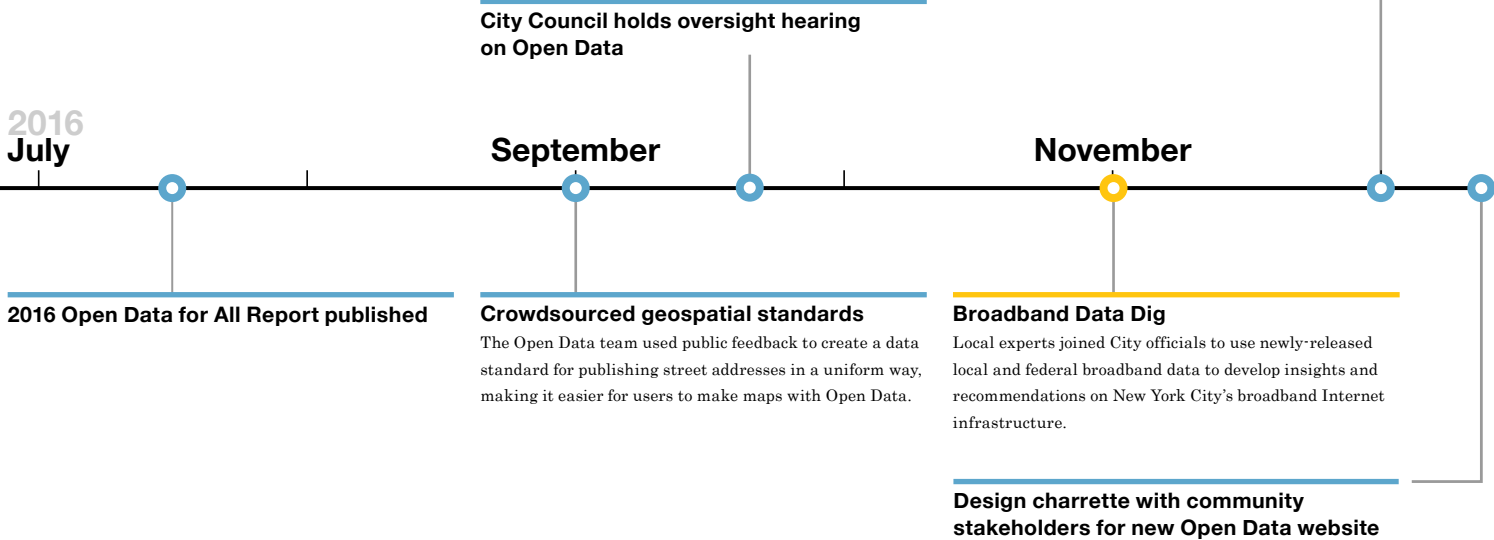 City Council holds oversight hearing
on Open Data
2016
July
September
November
2016 Open Data for All Report published
Crowdsourced geospatial standards
The Open Data team used public feedback to create a data
standard for publishing street addresses in a uniform way,
making it easier for users to make maps with Open Data.
Broadband Data Dig
Local experts joined City officials to use newly-released
local and federal broadband data to develop insights and
recommendations on New York City’s broadband Internet
infrastructure.
Design charrette with community
stakeholders for new Open Data website